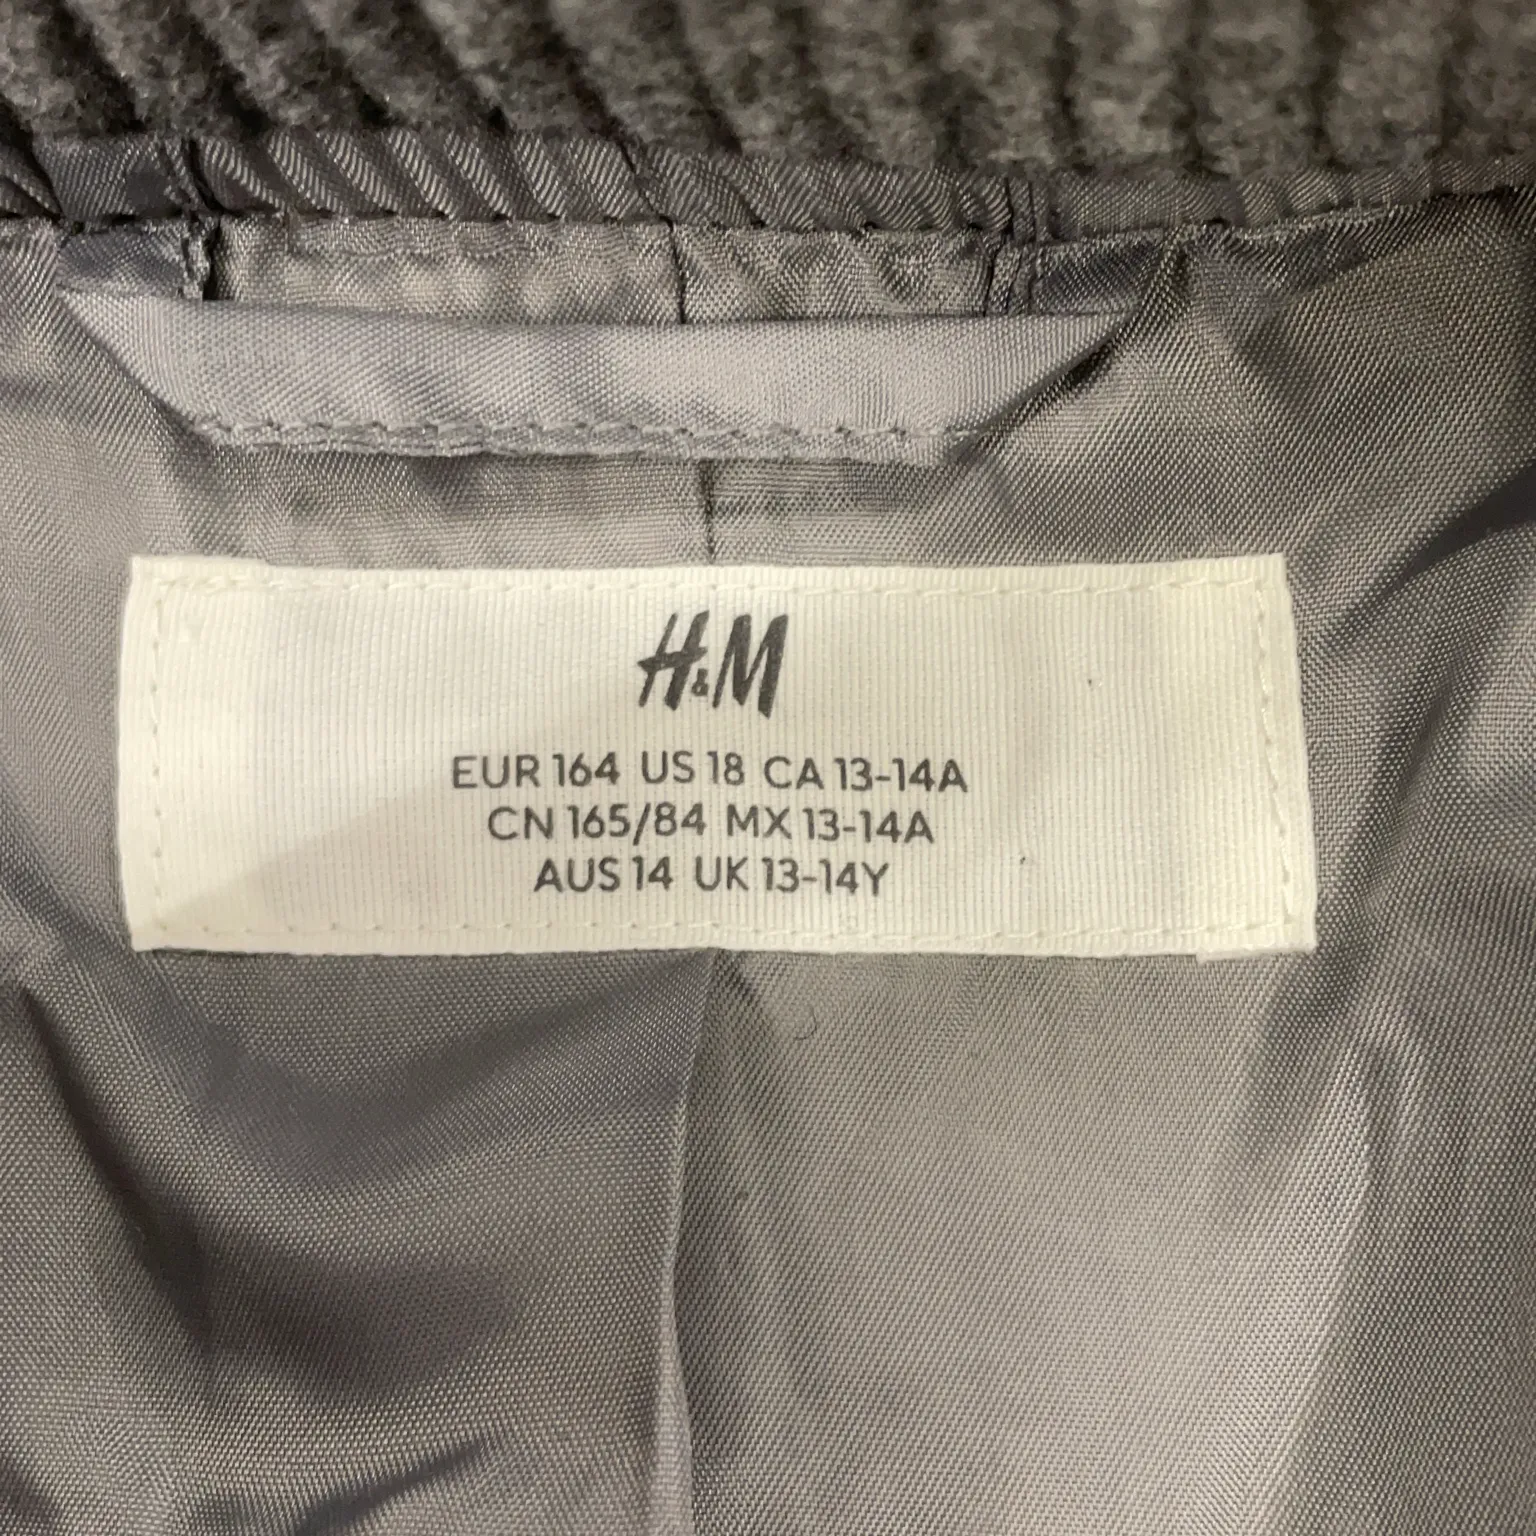 H&M
EUR 164 US 18 CA 13-14A
CN 165/84 MX 13-14A
AUS 14 UK 13-14Y